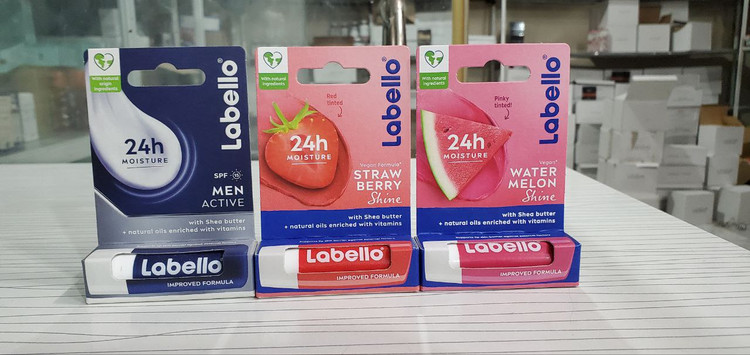 With natural
origin
ingredients
Labello
24h
MOISTURE
SPF 15
MEN
ACTIVE
with Shea butter
+ natural oils enriched with vitamins
Labello
IMPROVED FORMULA
With natural
ingredients
Labello
Red
tinted
24h
MOISTURE
Vegan Formula*
STRAW
BERRY
Shine
with Shea butter
+ natural oils enriched with vitamins
Labello
IMPROVED FORMULA
With natural
ingredients
Labello
Pinky
tinted!
24h
MOISTURE
Vegan*
WATER
MELON
Shine
with Shea butter
+ natural oils enriched with vitamins
Labello
IMPROVED FORMULA